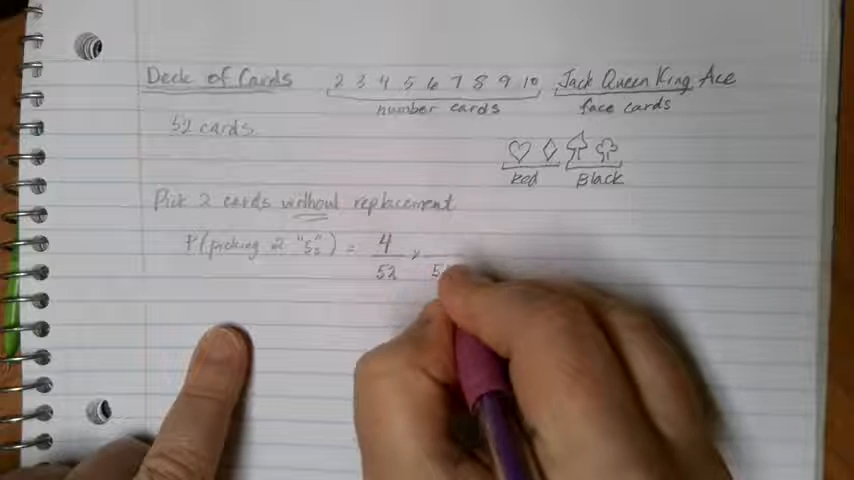 Deck of Cards 2 3 4 5 6 7 8 9 10 Jack Queen King Ace
number cards face cards
52 cards
Red Black
Pick 2 cards without replacement
P(picking 2 "5s") = 4/52 × /5